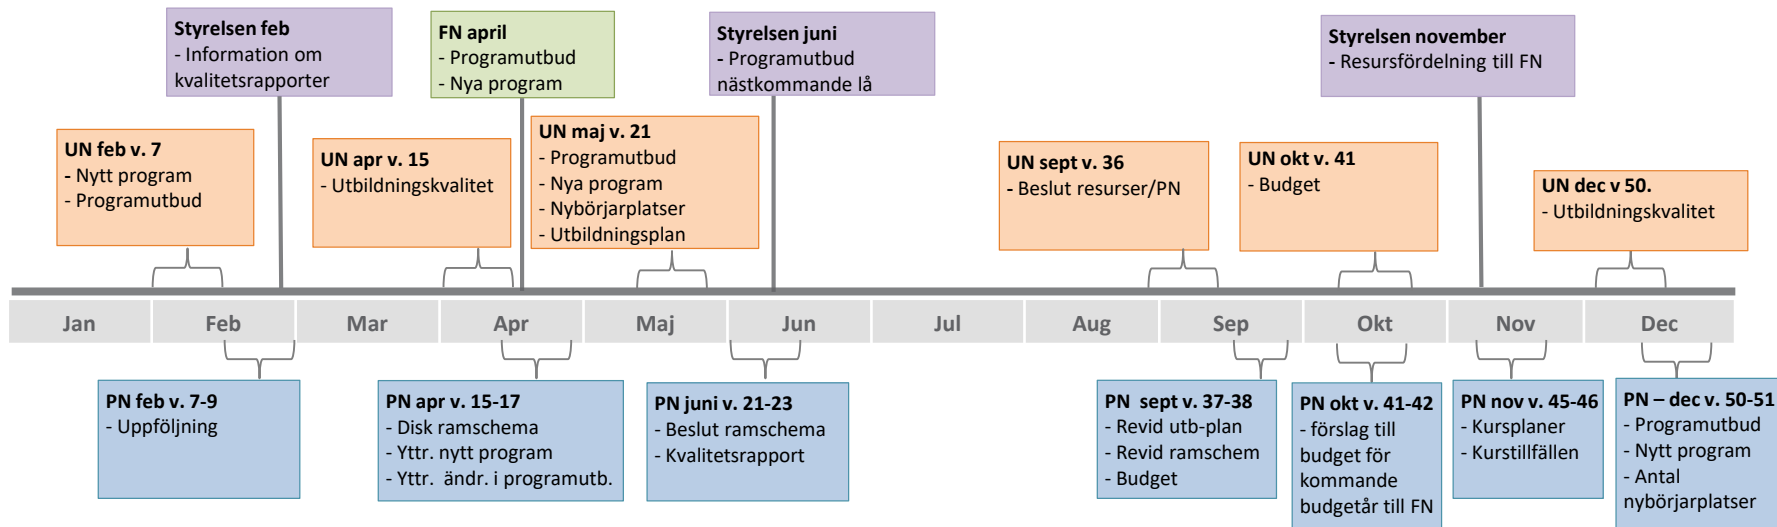 Styrelsen feb
- Information om
kvalitetsrapporter
FN april
- Programutbud
- Nya program
Styrelsen juni
- Programutbud
nästkommande lå
Styrelsen november
- Resursfördelning till FN
UN feb v. 7
- Nytt program
- Programutbud
UN apr v. 15
- Utbildningskvalitet
UN maj v. 21
- Programutbud
- Nya program
- Nybörjarplatser
- Utbildningsplan
UN sept v. 36
- Beslut resurser/PN
UN okt v. 41
- Budget
UN dec v 50.
- Utbildningskvalitet
Jan Feb Mar Apr Maj Jun Jul Aug Sep Okt Nov Dec
PN feb v. 7-9
- Uppföljning
PN apr v. 15-17
- Disk ramschema
- Yttr. nytt program
- Yttr. ändr. i programutb.
PN juni v. 21-23
- Beslut ramschema
- Kvalitetsrapport
PN sept v. 37-38
- Revid utb-plan
- Revid ramschem
- Budget
PN okt v. 41-42
- förslag till
budget för
kommande
budgetår till FN
PN nov v. 45-46
- Kursplaner
- Kurstillfällen
PN – dec v. 50-51
- Programutbud
- Nytt program
- Antal
nybörjarplatser